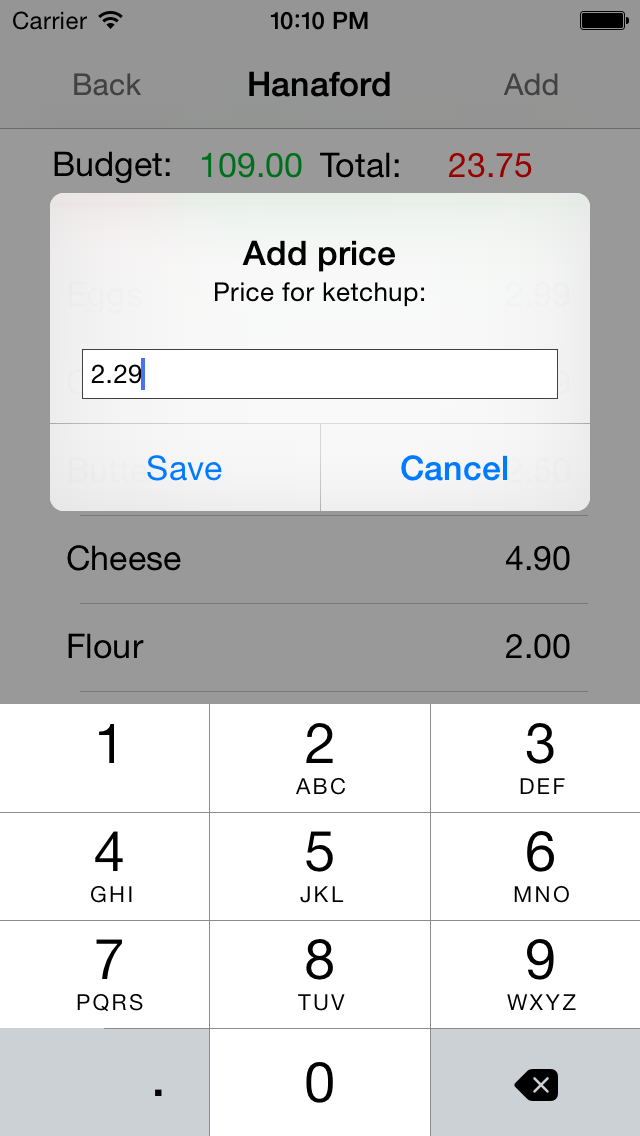 Carrier 10:10 PM
Back Hanaford Add
Budget: 109.00 Total: 23.75
Add price
Price for ketchup:
Eggs 2.99
2.29
Save Cancel
Cheese 4.90
Flour 2.00
1 2 3
ABC DEF
4 5 6
GHI JKL MNO
7 8 9
PQRS TUV WXYZ
. 0